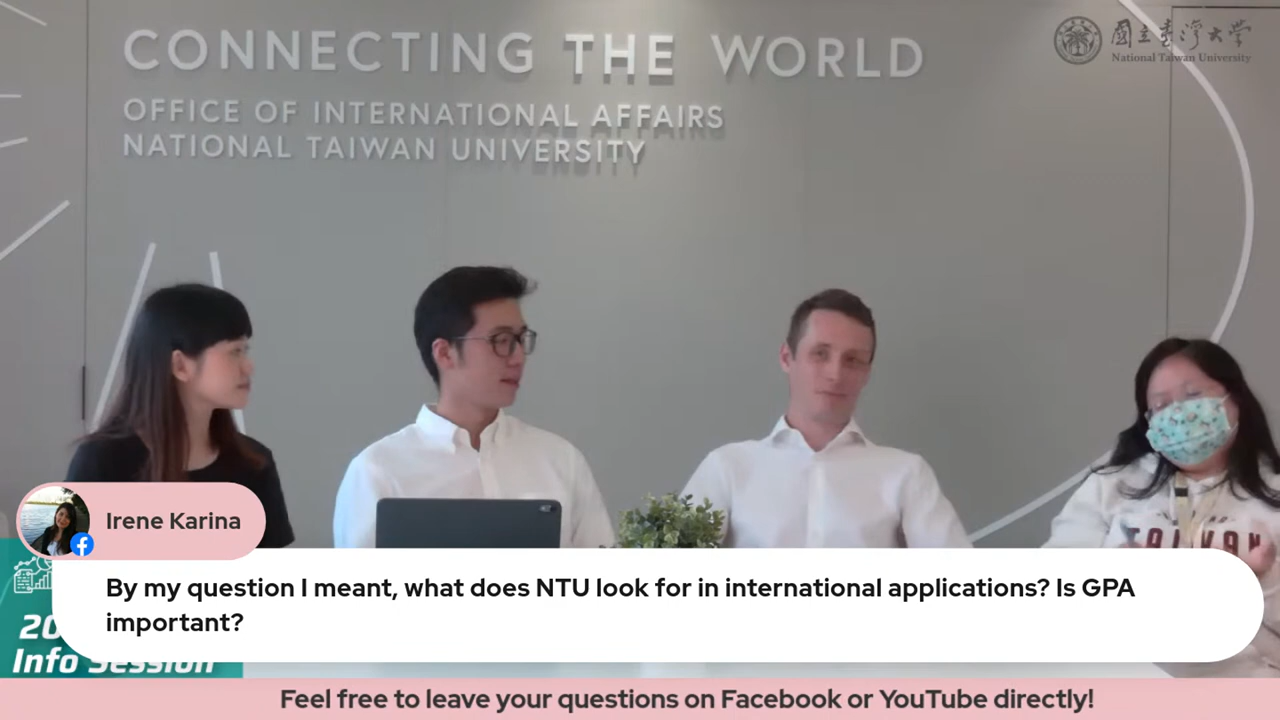 CONNECTING THE WORLD
OFFICE OF INTERNATIONAL AFFAIRS
NATIONAL TAIWAN UNIVERSITY
國立臺灣大學
National Taiwan University
Irene Karina
By my question I meant, what does NTU look for in international applications? Is GPA
important?
TAIWAN
20
Info Session
Feel free to leave your questions on Facebook or YouTube directly!